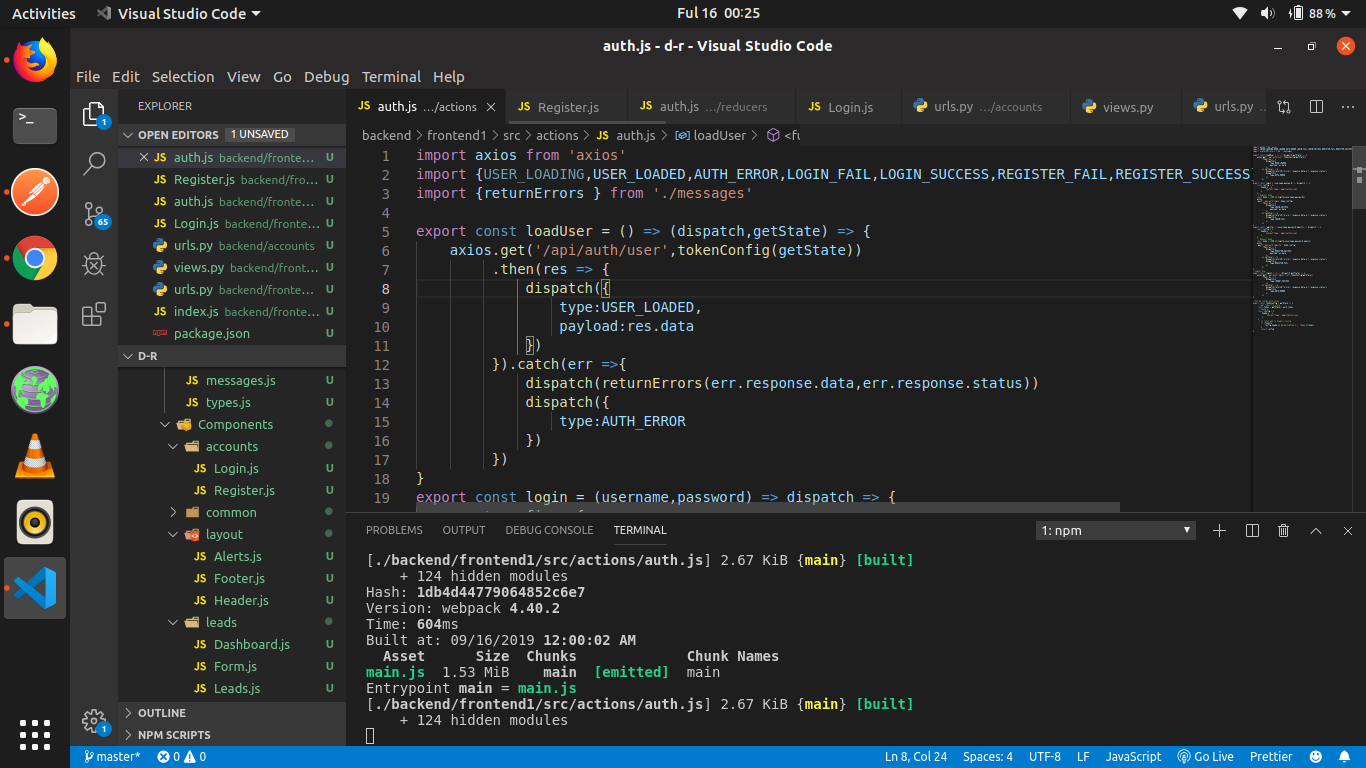 Activities
Visual Studio Code
Ful 16 00:25
88 %
auth.js - d-r - Visual Studio Code
File Edit Selection View Go Debug Terminal Help
EXPLORER
OPEN EDITORS 1 UNSAVED
JS auth.js backend/fronte... U
JS Register.js backend/fro... U
JS auth.js backend/fronte... U
JS Login.js backend/fronte... U
urls.py backend/accounts U
views.py backend/front... U
urls.py backend/fronte... U
JS index.js backend/fronte... U
package.json U
D-R
JS messages.js U
JS types.js U
Components
accounts
JS Login.js U
JS Register.js U
common
layout
JS Alerts.js U
JS Footer.js U
JS Header.js U
leads
JS Dashboard.js U
JS Form.js U
JS Leads.js U
OUTLINE
NPM SCRIPTS
1
65
1
JS auth.js .../actions
JS Register.js
JS auth.js .../reducers
JS Login.js
urls.py .../accounts
views.py
urls.py ...
backend > frontend1 > src > actions > JS auth.js > loadUser > <fu
1 import axios from 'axios'
2 import {USER_LOADING,USER_LOADED,AUTH_ERROR,LOGIN_FAIL,LOGIN_SUCCESS,REGISTER_FAIL,REGISTER_SUCCESS
3 import {returnErrors } from './messages'
4
5 export const loadUser = () => (dispatch,getState) => {
6 axios.get('/api/auth/user',tokenConfig(getState))
7 .then(res => {
8 dispatch({
9 type:USER_LOADED,
10 payload:res.data
11 })
12 }).catch(err =>{
13 dispatch(returnErrors(err.response.data,err.response.status))
14 dispatch({
15 type:AUTH_ERROR
16 })
17 })
18 }
19 export const login = (username,password) => dispatch => {
PROBLEMS OUTPUT DEBUG CONSOLE TERMINAL
1: npm
[./backend/frontend1/src/actions/auth.js] 2.67 KiB {main} [built]
+ 124 hidden modules
Hash: 1db4d44779064852c6e7
Version: webpack 4.40.2
Time: 604ms
Built at: 09/16/2019 12:00:02 AM
Asset Size Chunks Chunk Names
main.js 1.53 MiB main [emitted] main
Entrypoint main = main.js
[./backend/frontend1/src/actions/auth.js] 2.67 KiB {main} [built]
+ 124 hidden modules
master* 0 0
Ln 8, Col 24 Spaces: 4 UTF-8 LF JavaScript Go Live Prettier